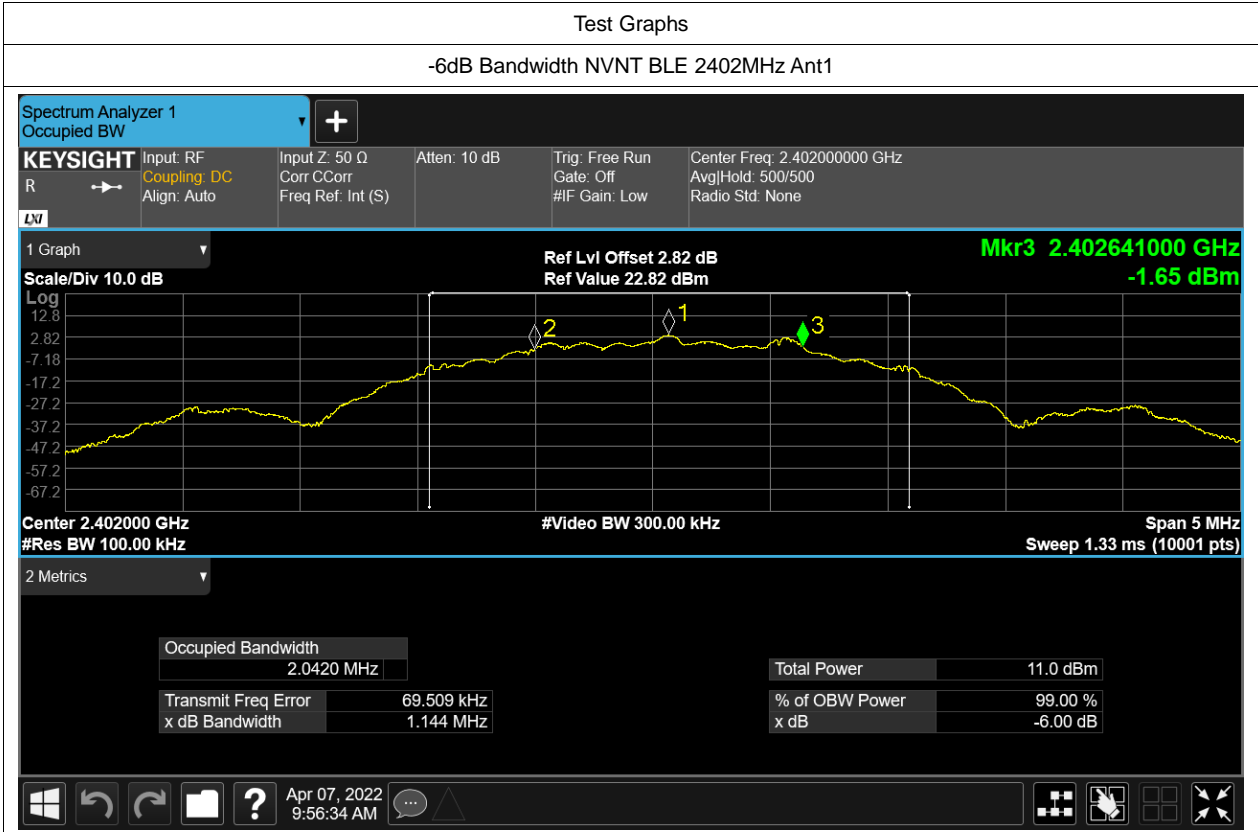 Test Graphs
-6dB Bandwidth NVNT BLE 2402MHz Ant1
Spectrum Analyzer 1
Occupied BW
KEYSIGHT
R
LXI
Input: RF
Coupling: DC
Align: Auto
Input Z: 50 Ω
Corr CCorr
Freq Ref: Int (S)
Atten: 10 dB
Trig: Free Run
Gate: Off
#IF Gain: Low
Center Freq: 2.402000000 GHz
Avg|Hold: 500/500
Radio Std: None
1 Graph
Scale/Div 10.0 dB
Ref Lvl Offset 2.82 dB
Ref Value 22.82 dBm
Mkr3 2.402641000 GHz
-1.65 dBm
Log
12.8
2.82
-7.18
-17.2
-27.2
-37.2
-47.2
-57.2
-67.2
2
1
3
Center 2.402000 GHz
#Res BW 100.00 kHz
#Video BW 300.00 kHz
Span 5 MHz
Sweep 1.33 ms (10001 pts)
2 Metrics
Occupied Bandwidth
2.0420 MHz
Transmit Freq Error 69.509 kHz
x dB Bandwidth 1.144 MHz
Total Power 11.0 dBm
% of OBW Power 99.00 %
x dB -6.00 dB
?
Apr 07, 2022
9:56:34 AM